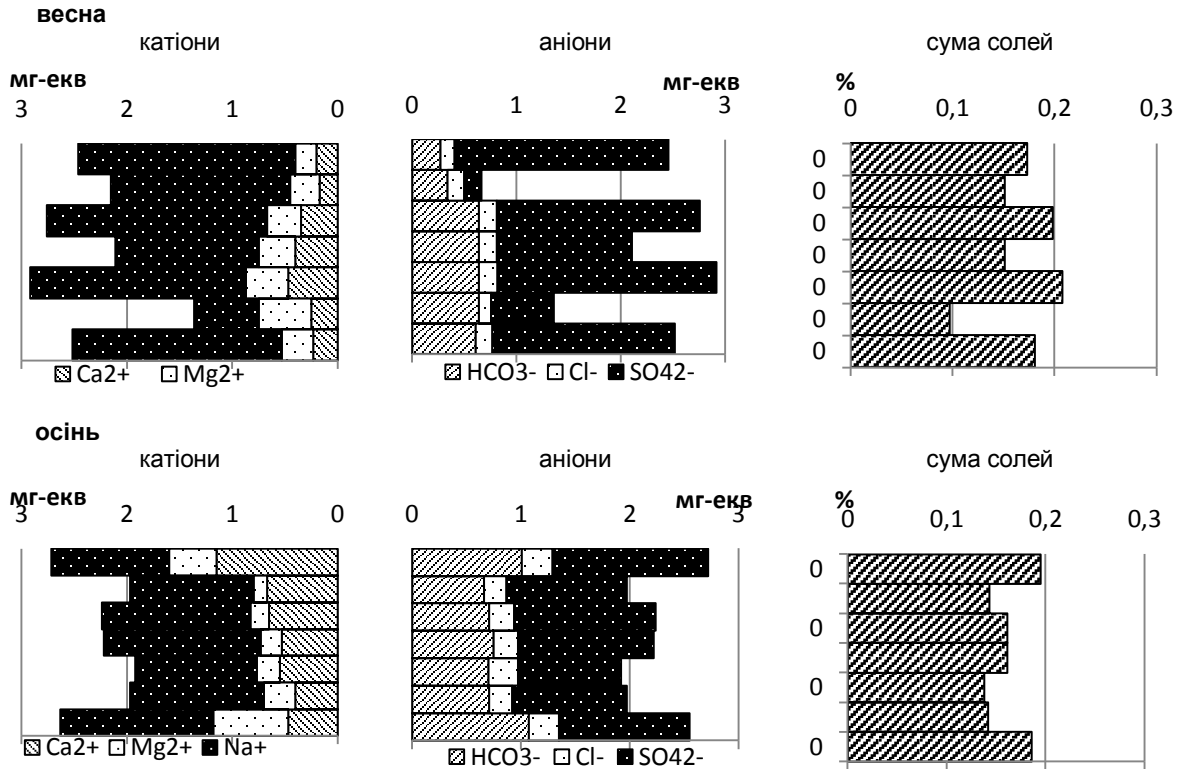 весна
катіони аніони сума солей
мг-екв мг-екв %
3 2 1 0 0 1 2 3 0 0,1 0,2 0,3
0
0
0
0
0
0
0
Ca2+ Mg2+ HCO3- Cl- SO42-
осінь
катіони аніони сума солей
мг-екв мг-екв %
3 2 1 0 0 1 2 3 0 0,1 0,2 0,3
0
0
0
0
Ca2+ Mg2+ Na+ HCO3- Cl- SO42-